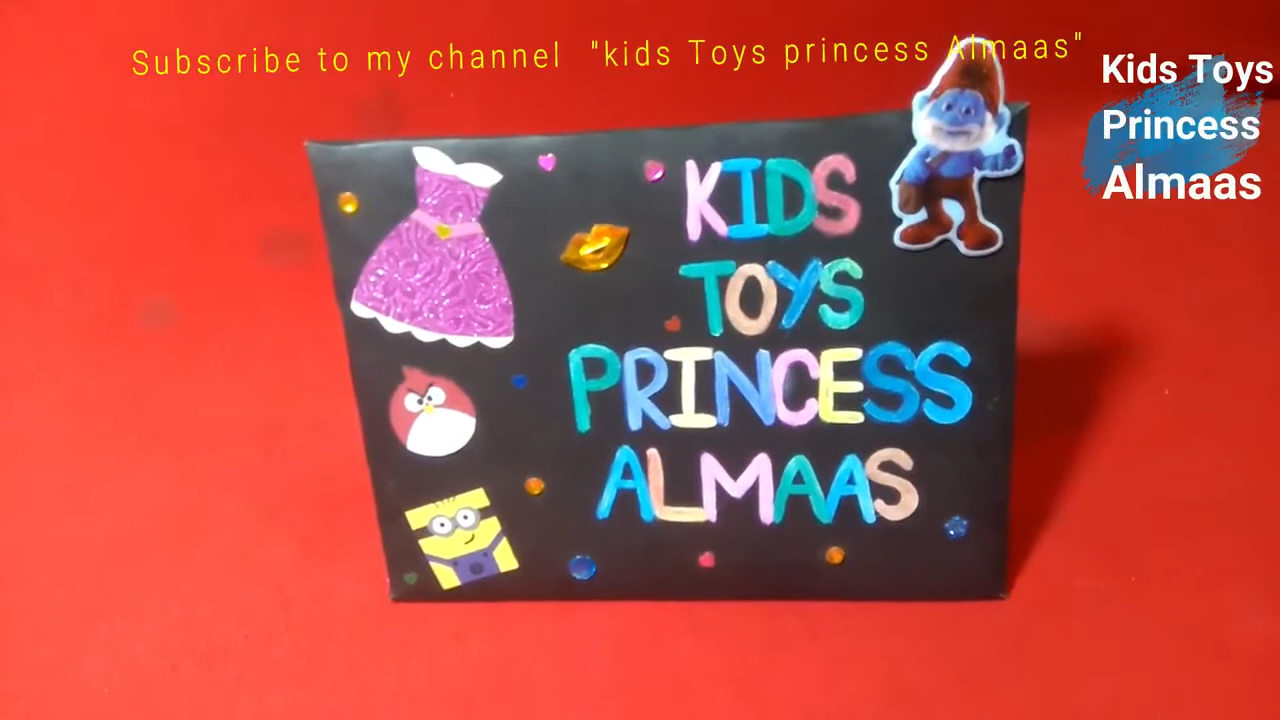 Subscribe to my channel "kids Toys princess Almaas"
Kids Toys
Princess
Almaas
KIDS
TOYS
PRINCESS
ALMAAS